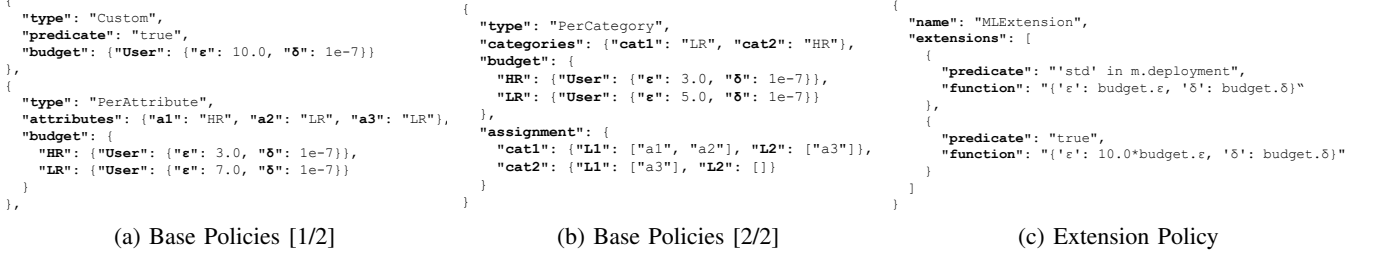 {
"type": "Custom",
"predicate": "true",
"budget": {"User": {"ε": 10.0, "δ": 1e-7}}
},
{
"type": "PerAttribute",
"attributes": {"a1": "HR", "a2": "LR", "a3": "LR"},
"budget": {
"HR": {"User": {"ε": 3.0, "δ": 1e-7}},
"LR": {"User": {"ε": 7.0, "δ": 1e-7}}
}
},
(a) Base Policies [1/2]
{
"type": "PerCategory",
"categories": {"cat1": "LR", "cat2": "HR"},
"budget": {
"HR": {"User": {"ε": 3.0, "δ": 1e-7}},
"LR": {"User": {"ε": 5.0, "δ": 1e-7}}
},
"assignment": {
"cat1": {"L1": ["a1", "a2"], "L2": ["a3"]},
"cat2": {"L1": ["a3"], "L2": []}
}
}
(b) Base Policies [2/2]
{
"name": "MLExtension",
"extensions": [
{
"predicate": "'std' in m.deployment",
"function": "{'ε': budget.ε, 'δ': budget.δ}“
},
{
"predicate": "true",
"function": "{'ε': 10.0*budget.ε, 'δ': budget.δ}"
}
]
}
(c) Extension Policy